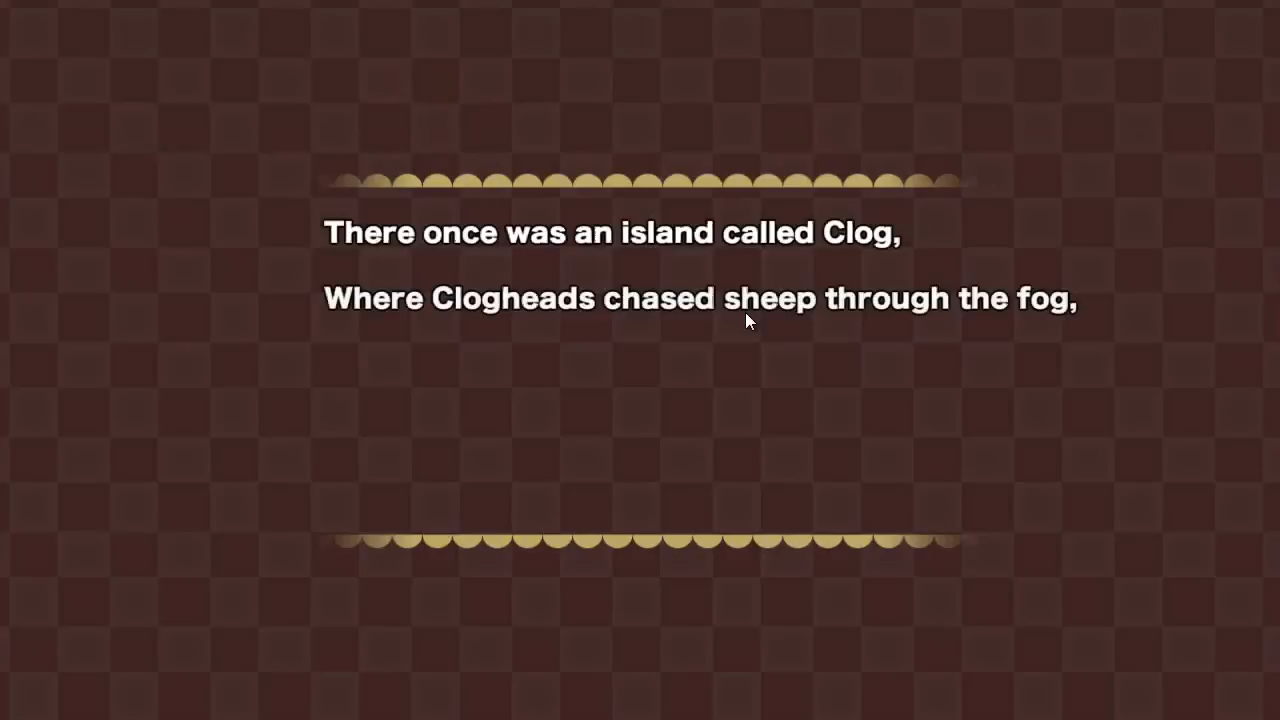 There once was an island called Clog,
Where Clogheads chased sheep through the fog,